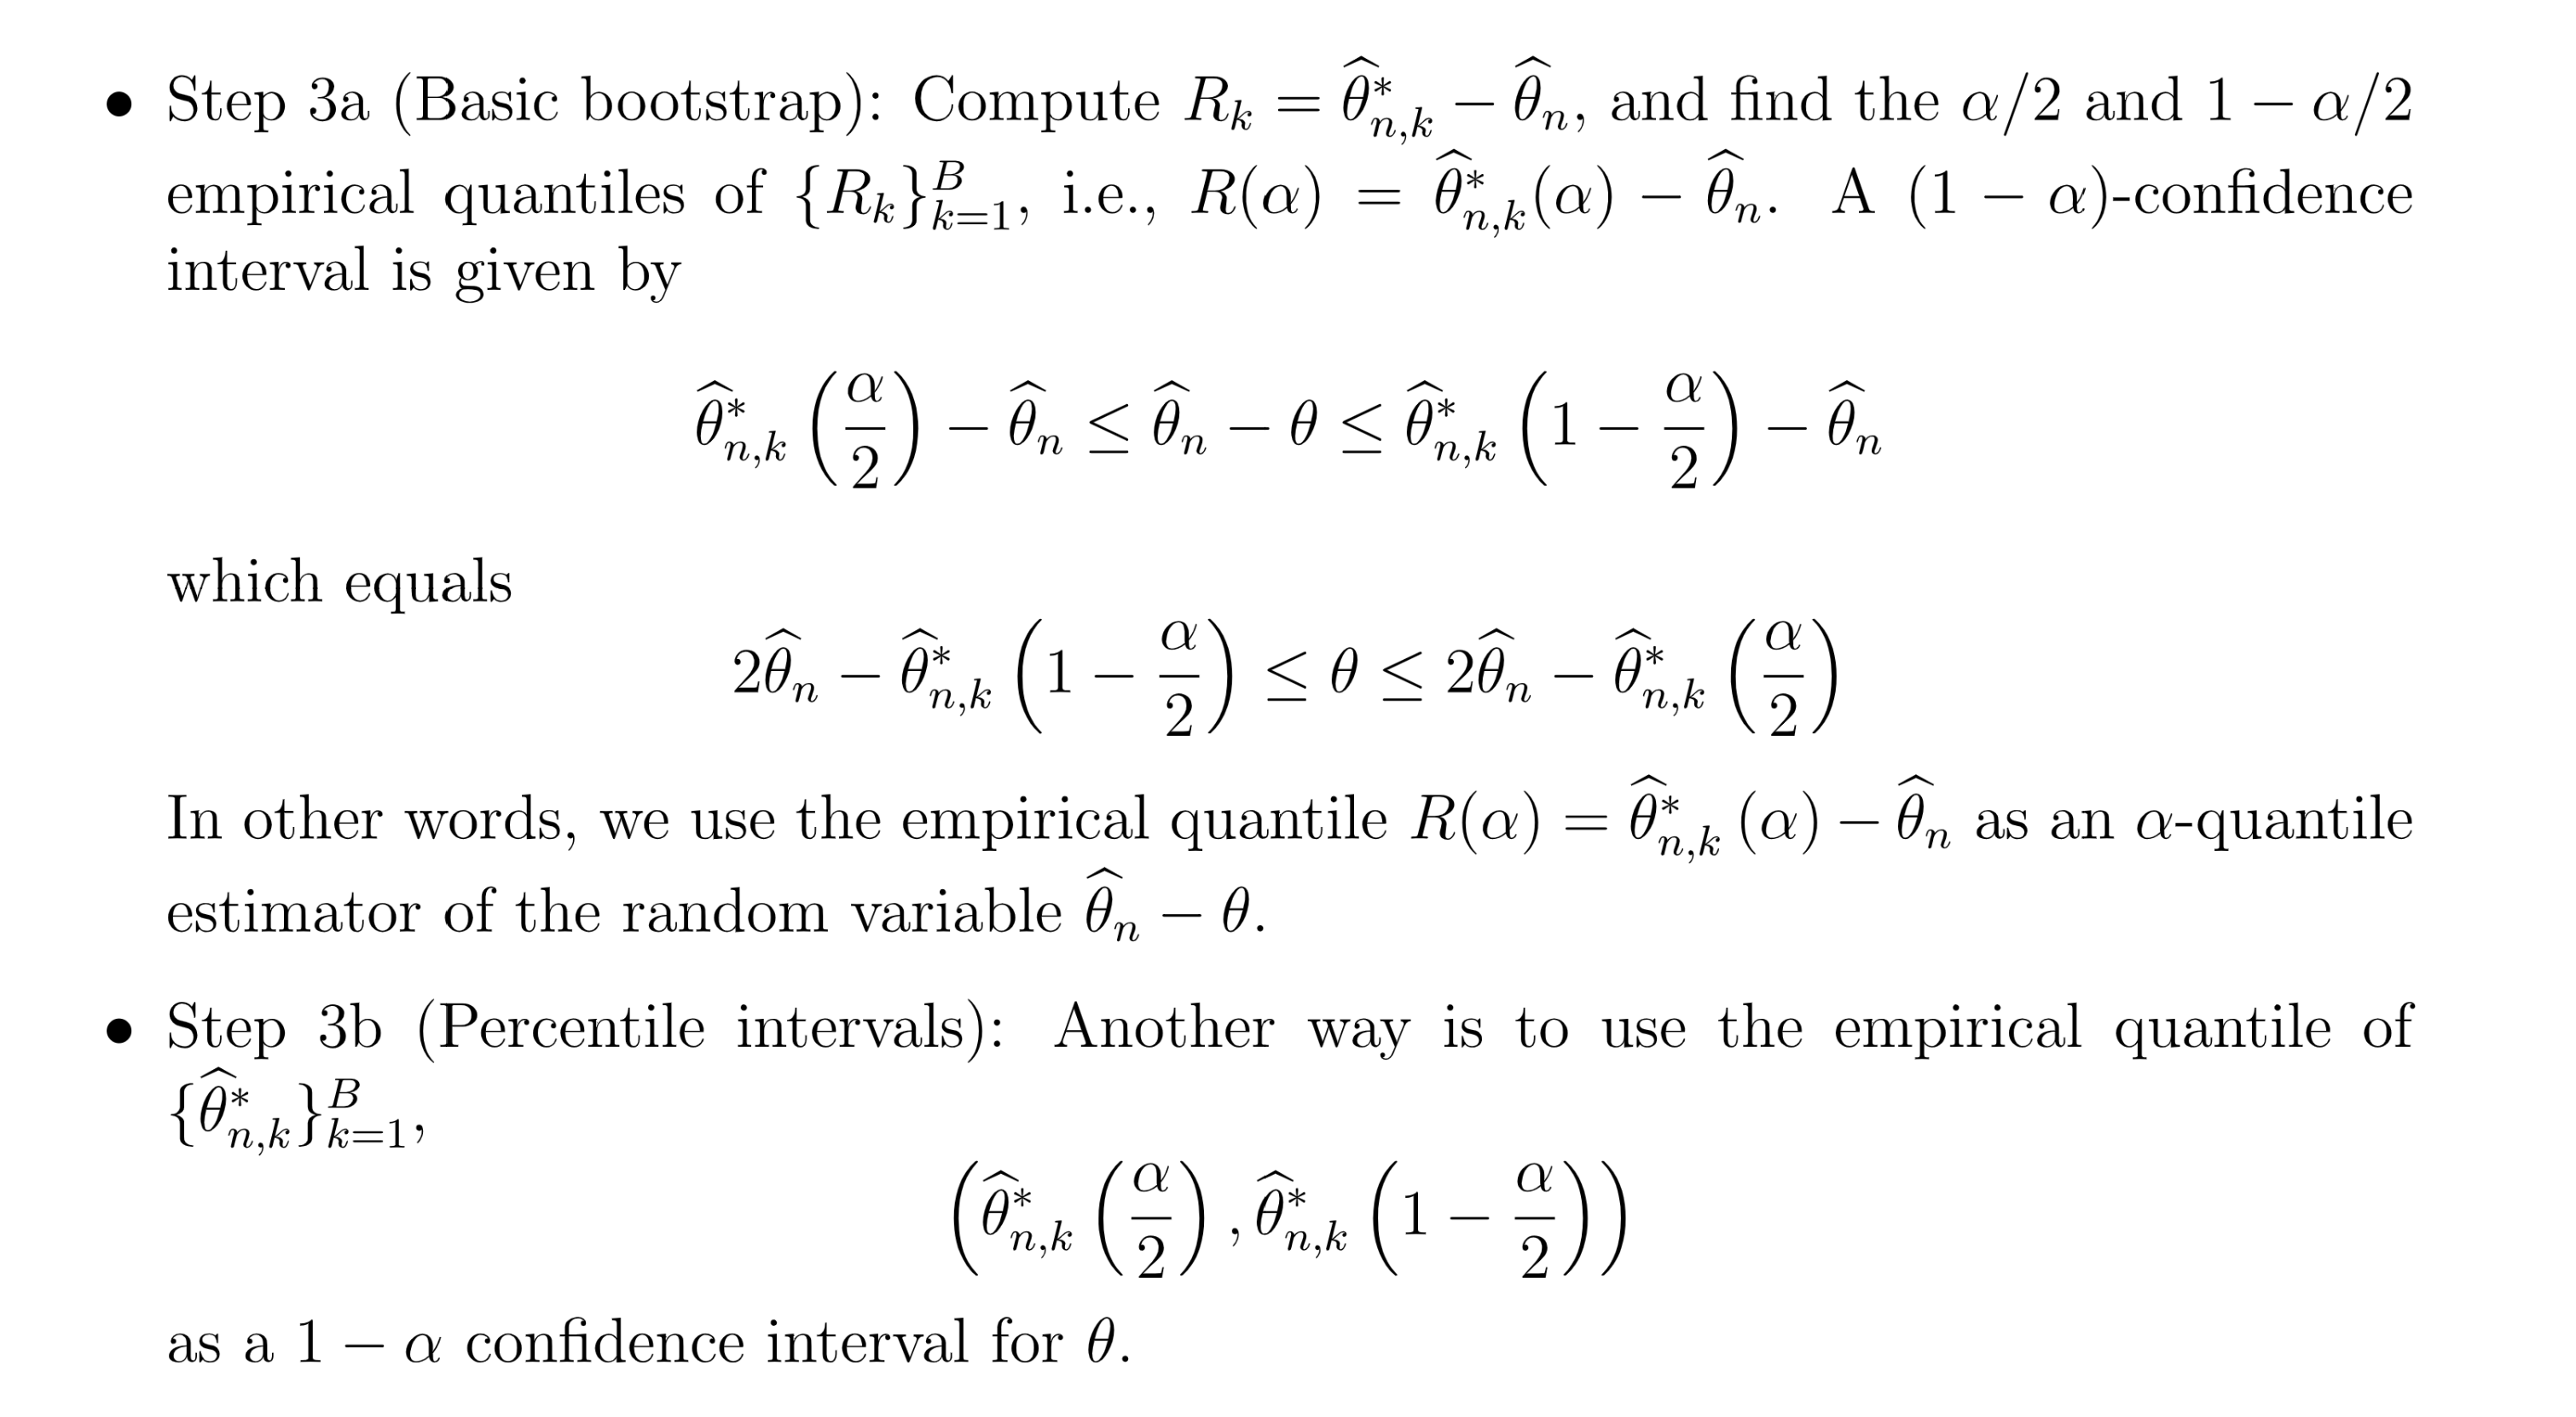 • Step 3a (Basic bootstrap): Compute $R_k = \widehat{\theta}^*_{n,k} - \widehat{\theta}_n$, and find the $\alpha/2$ and $1 - \alpha/2$
empirical quantiles of $\{R_k\}_{k=1}^B$, i.e., $R(\alpha) = \widehat{\theta}^*_{n,k}(\alpha) - \widehat{\theta}_n$. A $(1 - \alpha)$-confidence
interval is given by
$\widehat{\theta}^*_{n,k}\left(\frac{\alpha}{2}\right) - \widehat{\theta}_n \leq \widehat{\theta}_n - \theta \leq \widehat{\theta}^*_{n,k}\left(1 - \frac{\alpha}{2}\right) - \widehat{\theta}_n$
which equals
$2\widehat{\theta}_n - \widehat{\theta}^*_{n,k}\left(1 - \frac{\alpha}{2}\right) \leq \theta \leq 2\widehat{\theta}_n - \widehat{\theta}^*_{n,k}\left(\frac{\alpha}{2}\right)$
In other words, we use the empirical quantile $R(\alpha) = \widehat{\theta}^*_{n,k}(\alpha) - \widehat{\theta}_n$ as an $\alpha$-quantile
estimator of the random variable $\widehat{\theta}_n - \theta$.
• Step 3b (Percentile intervals): Another way is to use the empirical quantile of
$\{\widehat{\theta}^*_{n,k}\}_{k=1}^B$,
$\left(\widehat{\theta}^*_{n,k}\left(\frac{\alpha}{2}\right), \widehat{\theta}^*_{n,k}\left(1 - \frac{\alpha}{2}\right)\right)$
as a $1 - \alpha$ confidence interval for $\theta$.